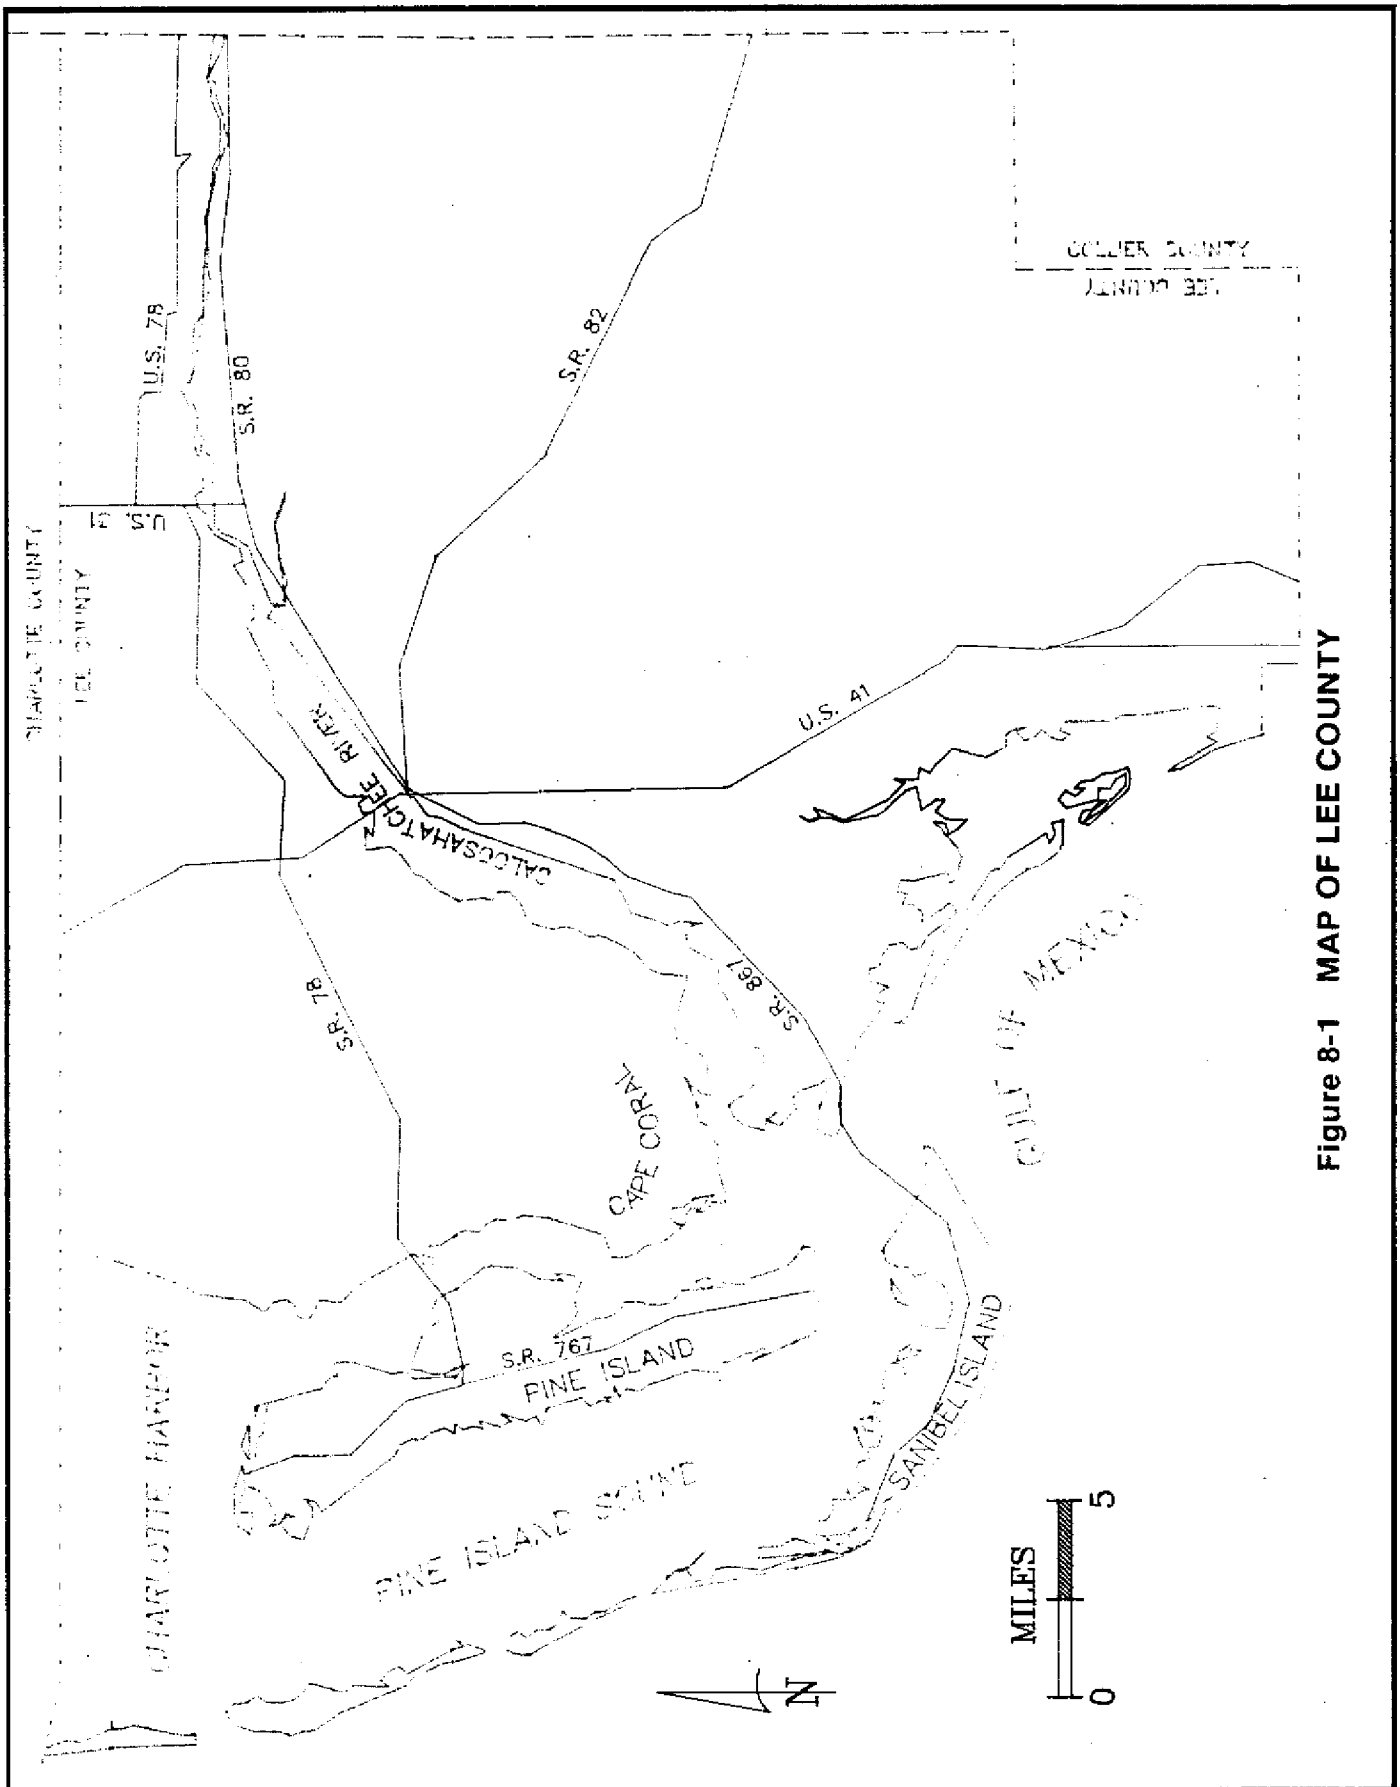 CHARLOTTE COUNTY
LEE COUNTY
U.S. 31
U.S. 78
S.R. 80
S.R. 82
COLLIER COUNTY
LEE COUNTY
CALOOSAHATCHEE RIVER
S.R. 78
U.S. 41
S.R. 867
CAPE CORAL
CHARLOTTE HARBOR
S.R. 767
PINE ISLAND
PINE ISLAND SOUND
SANIBEL ISLAND
GULF OF MEXICO
N
MILES
0 5
Figure 8-1 MAP OF LEE COUNTY